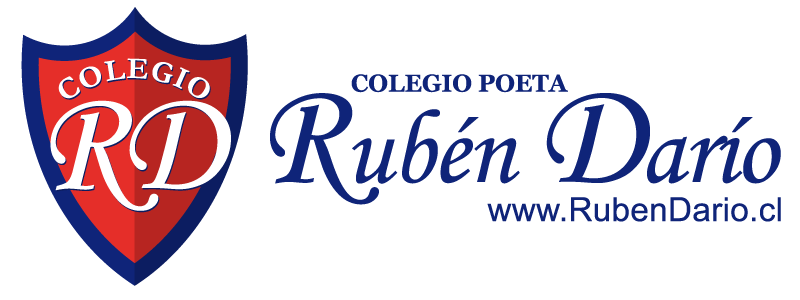 COLEGIO
RD
COLEGIO POETA
Rubén Darío
www.RubenDario.cl